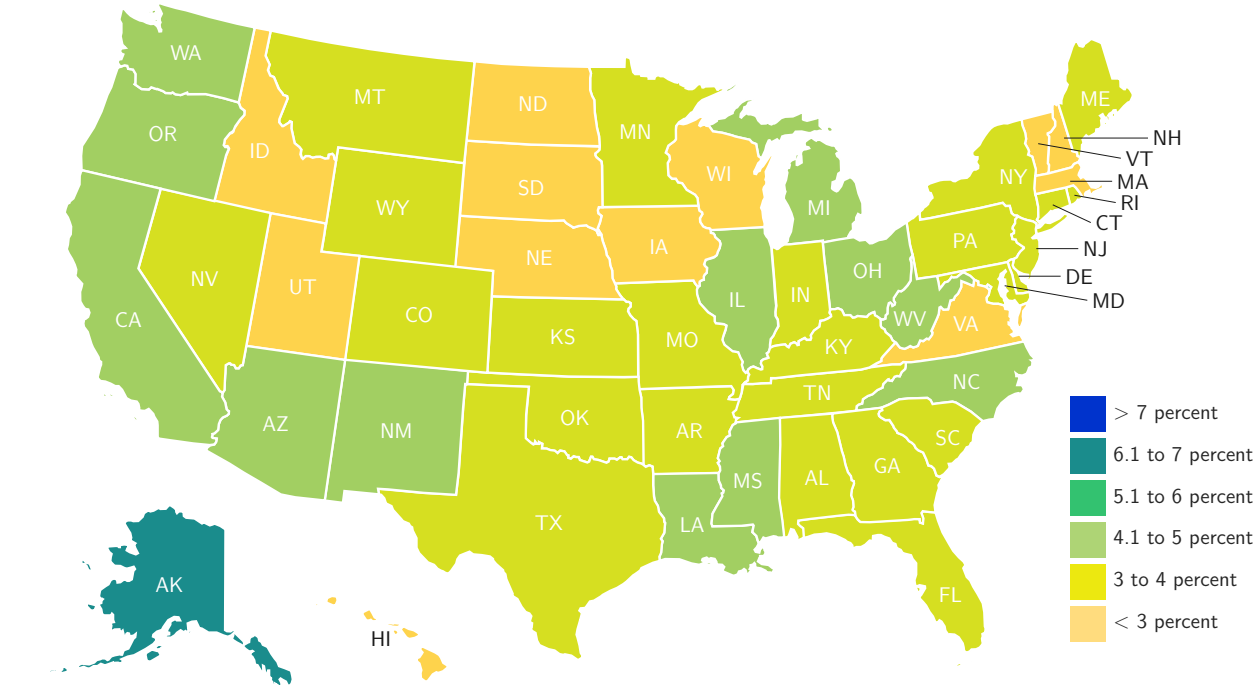 WA
MT
ND
ME
MN
OR
NH
ID
VT
WI
NY
MA
SD
RI
WY
MI
CT
PA
IA
NJ
NE
OH
NV
DE
UT
IN
IL
MD
CO
WV
CA
VA
KS
MO
KY
NC
TN
> 7 percent
OK
AZ
NM
AR
SC
6.1 to 7 percent
GA
MS
AL
5.1 to 6 percent
TX
LA
4.1 to 5 percent
AK
3 to 4 percent
FL
< 3 percent
HI